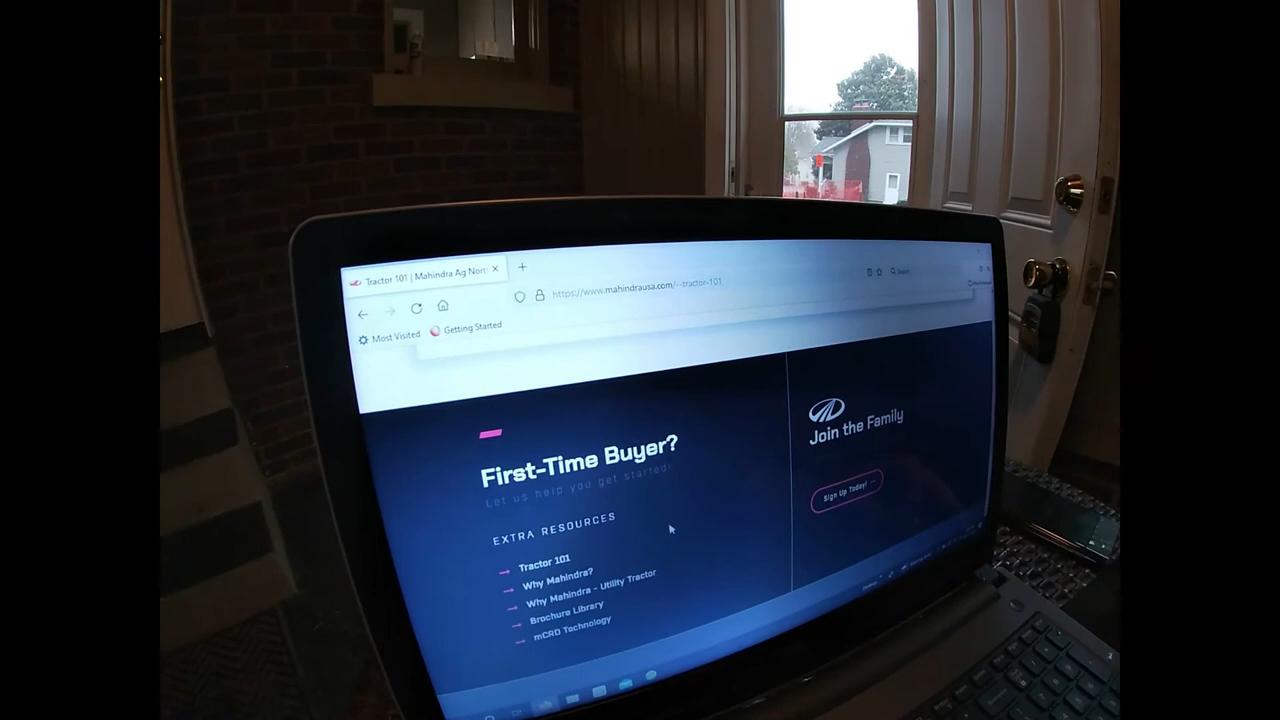 Tractor 101 | Mahindra Ag Nort
https://www.mahindrausa.com/--tractor-101
Search
Most Visited
Getting Started
First-Time Buyer?
Let us help you get started!
EXTRA RESOURCES
Tractor 101
Why Mahindra?
Why Mahindra - Utility Tractor
Brochure Library
mCRD Technology
Join the Family
Sign Up Today!